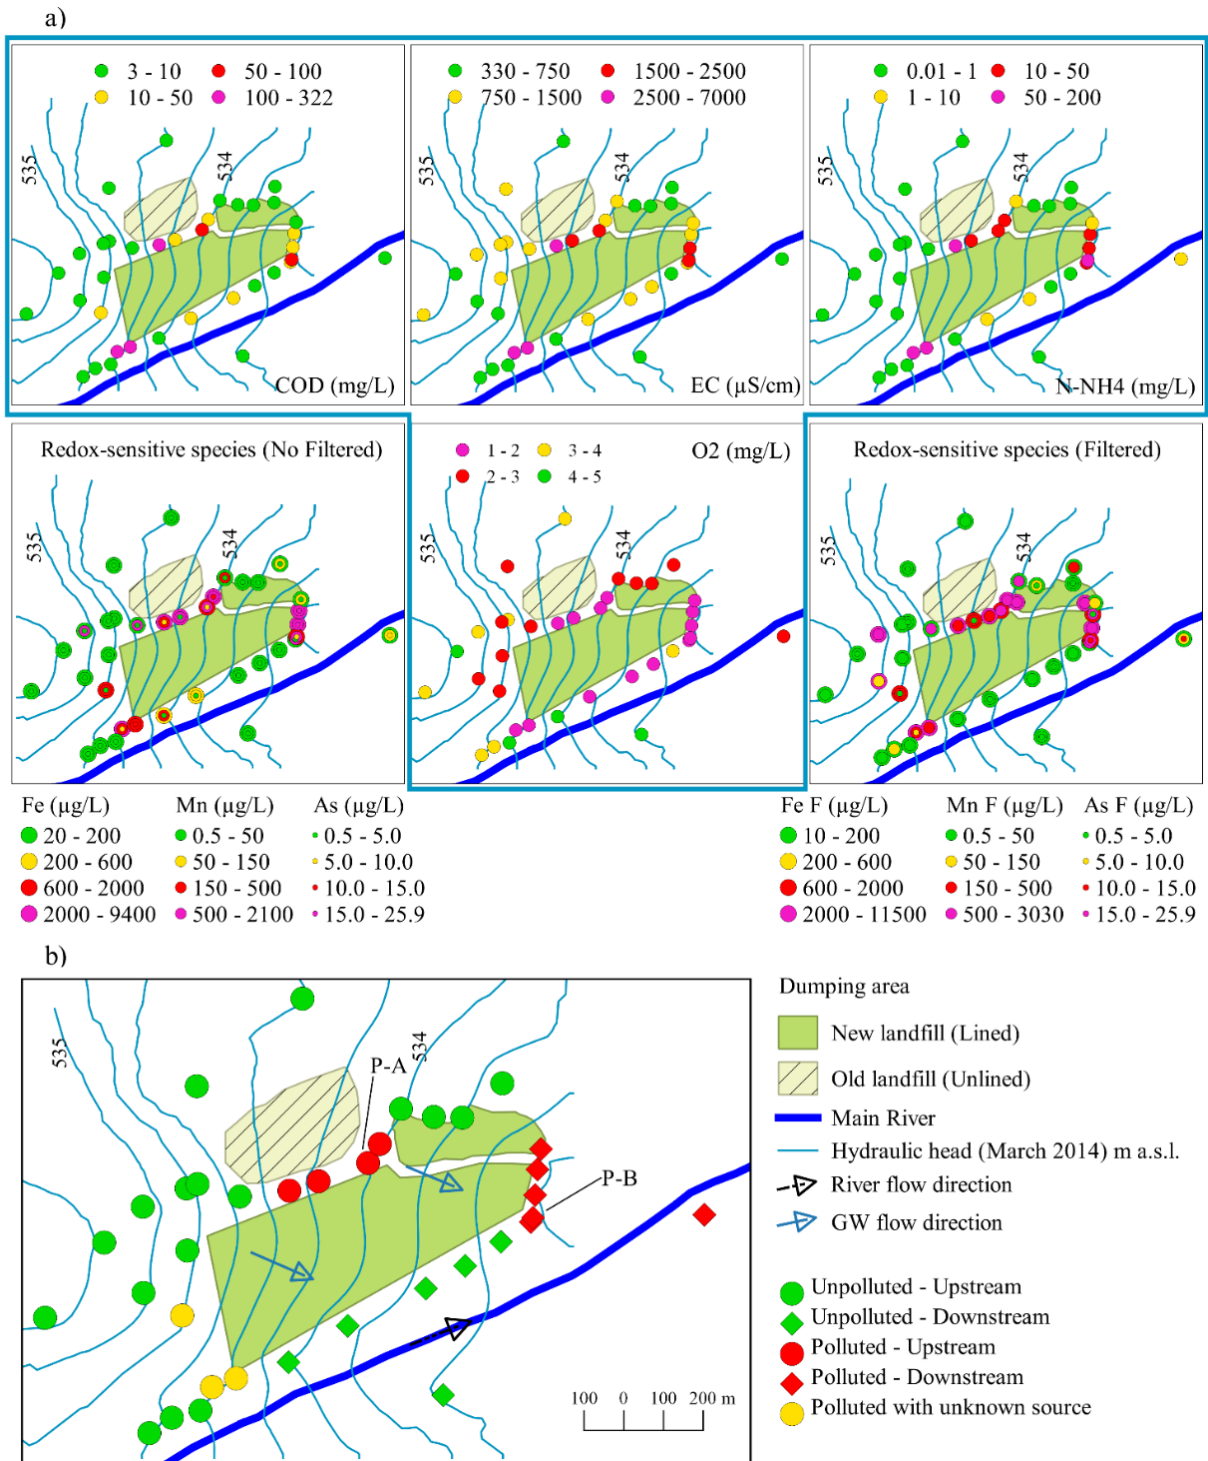 a)
3 - 10 50 - 100
10 - 50 100 - 322
535
534
COD (mg/L)
330 - 750 1500 - 2500
750 - 1500 2500 - 7000
535
534
EC (µS/cm)
0.01 - 1 10 - 50
1 - 10 50 - 200
535
534
N-NH4 (mg/L)
Redox-sensitive species (No Filtered)
535
534
1 - 2 3 - 4
2 - 3 4 - 5
O2 (mg/L)
535
534
Redox-sensitive species (Filtered)
535
534
Fe (µg/L) Mn (µg/L) As (µg/L)
20 - 200 0.5 - 50 0.5 - 5.0
200 - 600 50 - 150 5.0 - 10.0
600 - 2000 150 - 500 10.0 - 15.0
2000 - 9400 500 - 2100 15.0 - 25.9
Fe F (µg/L) Mn F (µg/L) As F (µg/L)
10 - 200 0.5 - 50 0.5 - 5.0
200 - 600 50 - 150 5.0 - 10.0
600 - 2000 150 - 500 10.0 - 15.0
2000 - 11500 500 - 3030 15.0 - 25.9
b)
535
534
P-A
P-B
100 0 100 200 m
Dumping area
New landfill (Lined)
Old landfill (Unlined)
Main River
Hydraulic head (March 2014) m a.s.l.
River flow direction
GW flow direction
Unpolluted - Upstream
Unpolluted - Downstream
Polluted - Upstream
Polluted - Downstream
Polluted with unknown source